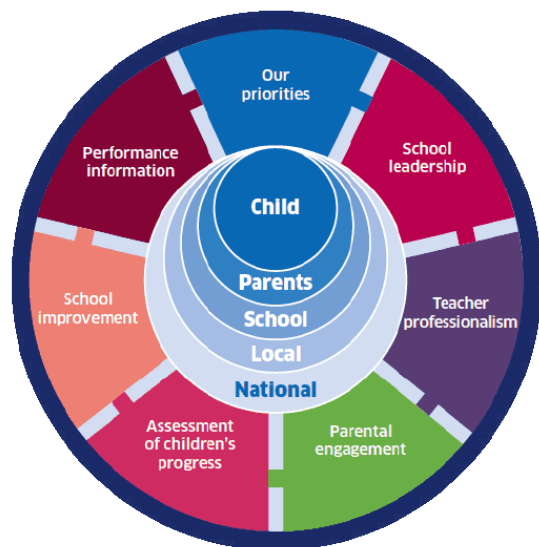 Our
priorities
School
leadership
Teacher
professionalism
Parental
engagement
Assessment
of children's
progress
School
improvement
Performance
information
Child
Parents
School
Local
National